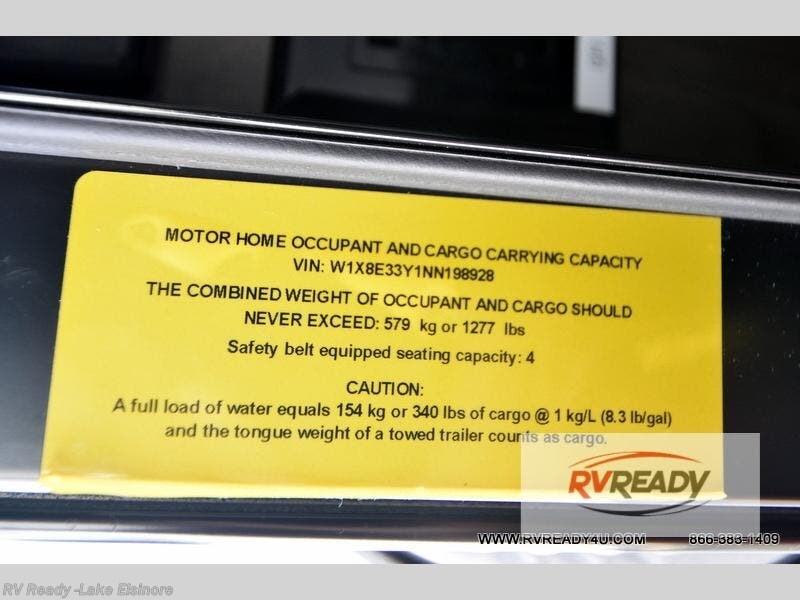 MOTOR HOME OCCUPANT AND CARGO CARRYING CAPACITY
VIN: W1X8E33Y1NN198928
THE COMBINED WEIGHT OF OCCUPANT AND CARGO SHOULD
NEVER EXCEED: 579 kg or 1277 lbs
Safety belt equipped seating capacity: 4
CAUTION:
A full load of water equals 154 kg or 340 lbs of cargo @ 1 kg/L (8.3 lb/gal)
and the tongue weight of a towed trailer counts as cargo.
RVREADY
WWW.RVREADY4U.COM 866-383-1409
RV Ready -Lake Elsinore